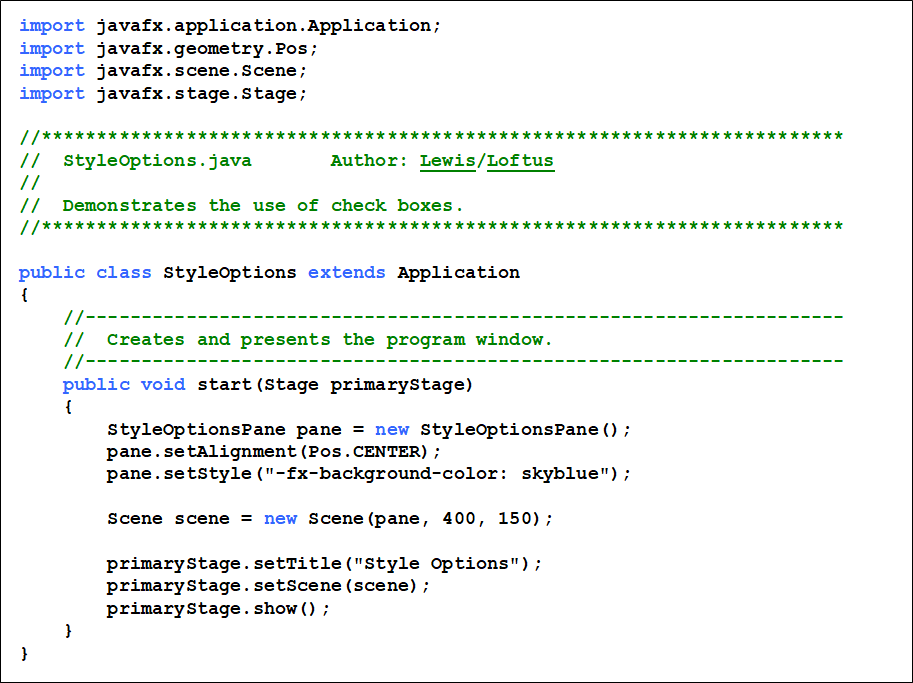 import javafx.application.Application;
import javafx.geometry.Pos;
import javafx.scene.Scene;
import javafx.stage.Stage;

//************************************************************************
//  StyleOptions.java       Author: Lewis/Loftus
//
//  Demonstrates the use of check boxes.
//************************************************************************

public class StyleOptions extends Application
{
    //--------------------------------------------------------------------
    //  Creates and presents the program window.
    //--------------------------------------------------------------------
    public void start(Stage primaryStage)
    {
        StyleOptionsPane pane = new StyleOptionsPane();
        pane.setAlignment(Pos.CENTER);
        pane.setStyle("-fx-background-color: skyblue");

        Scene scene = new Scene(pane, 400, 150);

        primaryStage.setTitle("Style Options");
        primaryStage.setScene(scene);
        primaryStage.show();
    }
}